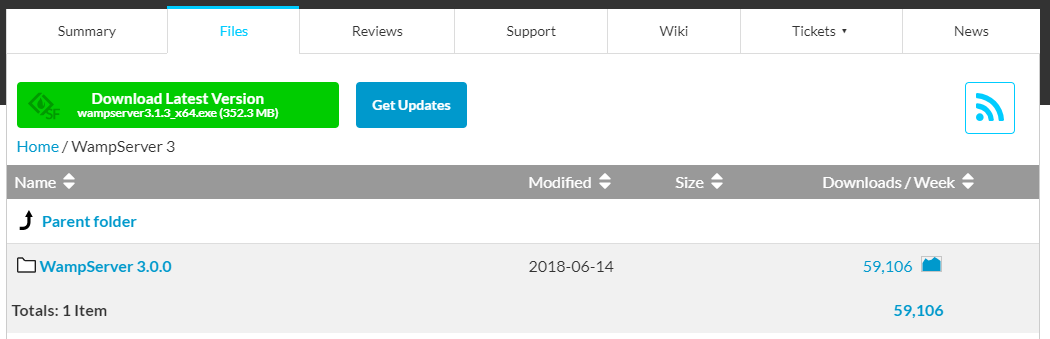 Summary Files Reviews Support Wiki Tickets ▾ News
Download Latest Version
SF wampserver3.1.3_x64.exe (352.3 MB)
Get Updates
Home / WampServer 3
Name Modified Size Downloads / Week
Parent folder
WampServer 3.0.0 2018-06-14 59,106
Totals: 1 Item 59,106